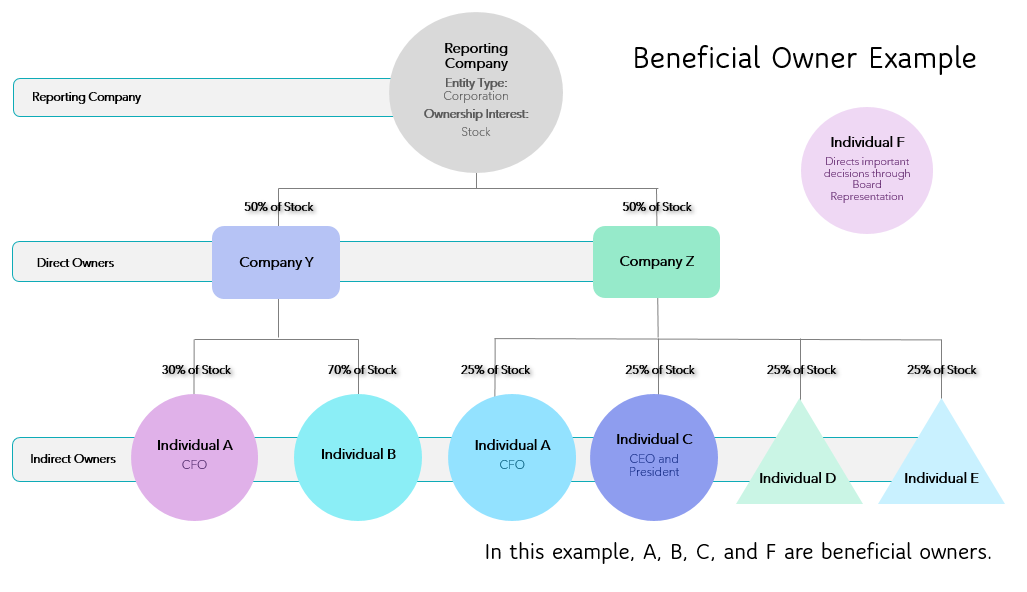 Reporting
Company
Entity Type:
Corporation
Ownership Interest:
Stock
Beneficial Owner Example
Reporting Company
Individual F
Directs important
decisions through
Board
Representation
50% of Stock
50% of Stock
Direct Owners
Company Y
Company Z
30% of Stock
70% of Stock
25% of Stock
25% of Stock
25% of Stock
25% of Stock
Indirect Owners
Individual A
CFO
Individual B
Individual A
CFO
Individual C
CEO and
President
Individual D
Individual E
In this example, A, B, C, and F are beneficial owners.